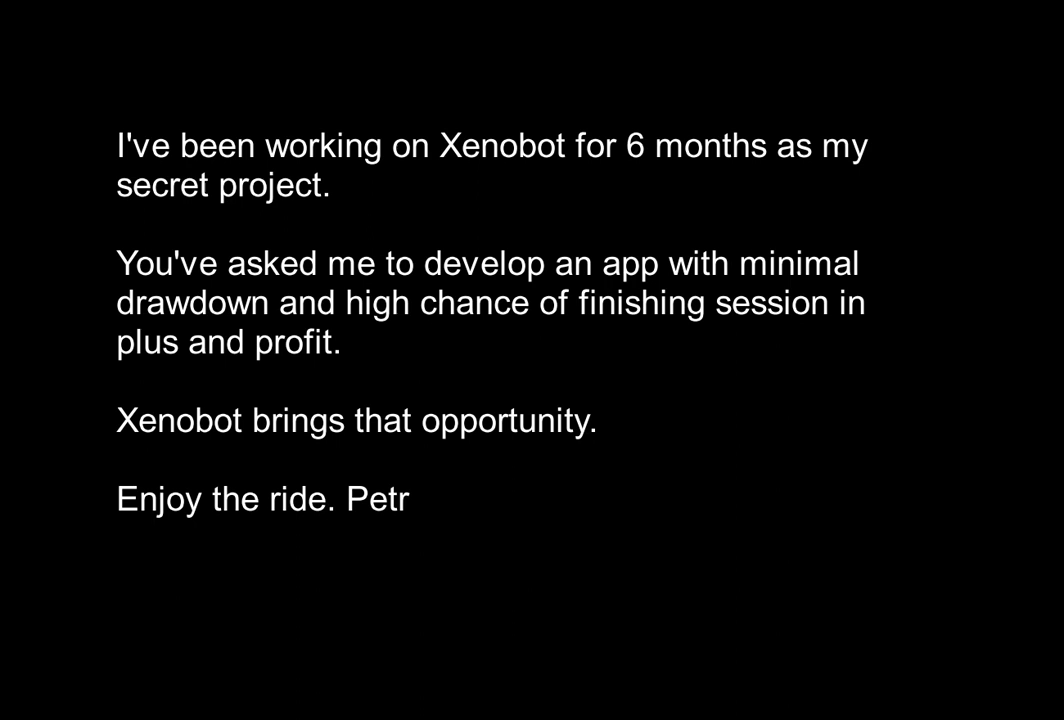 I've been working on Xenobot for 6 months as my
secret project.
You've asked me to develop an app with minimal
drawdown and high chance of finishing session in
plus and profit.
Xenobot brings that opportunity.
Enjoy the ride. Petr